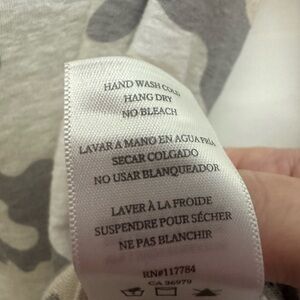 HAND WASH COLD
HANG DRY
NO BLEACH
LAVAR A MANO EN AGUA FRIA
SECAR COLGADO
NO USAR BLANQUEADOR
LAVER À LA FROIDE
SUSPENDRE POUR SÉCHER
NE PAS BLANCHIR
RN#117784
CA 36979